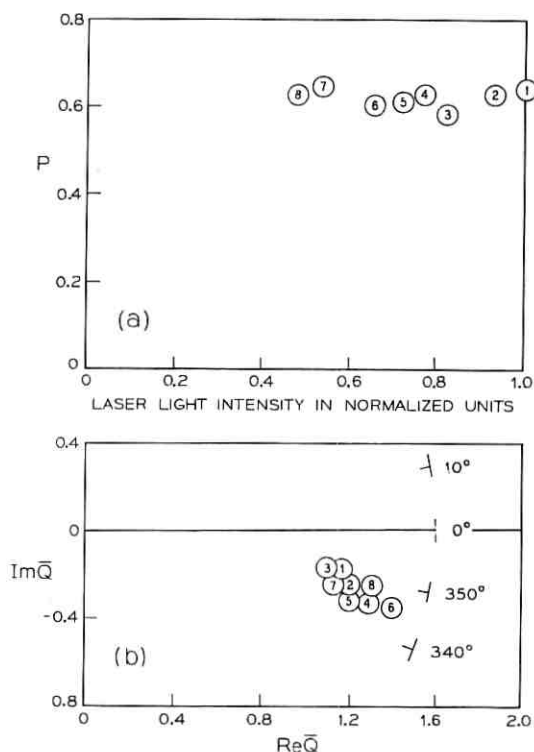 0.8
0.6
P
0.4
0.2
0
8 7 6 5 4 3 2 1
(a)
0 0.2 0.4 0.6 0.8 1.0
LASER LIGHT INTENSITY IN NORMALIZED UNITS
0.4
10°
0
0°
ImQ̅
3 1
7 2 8
5 4 6
350°
-0.4
340°
(b)
0.8
0 0.4 0.8 1.2 1.6 2.0
ReQ̅